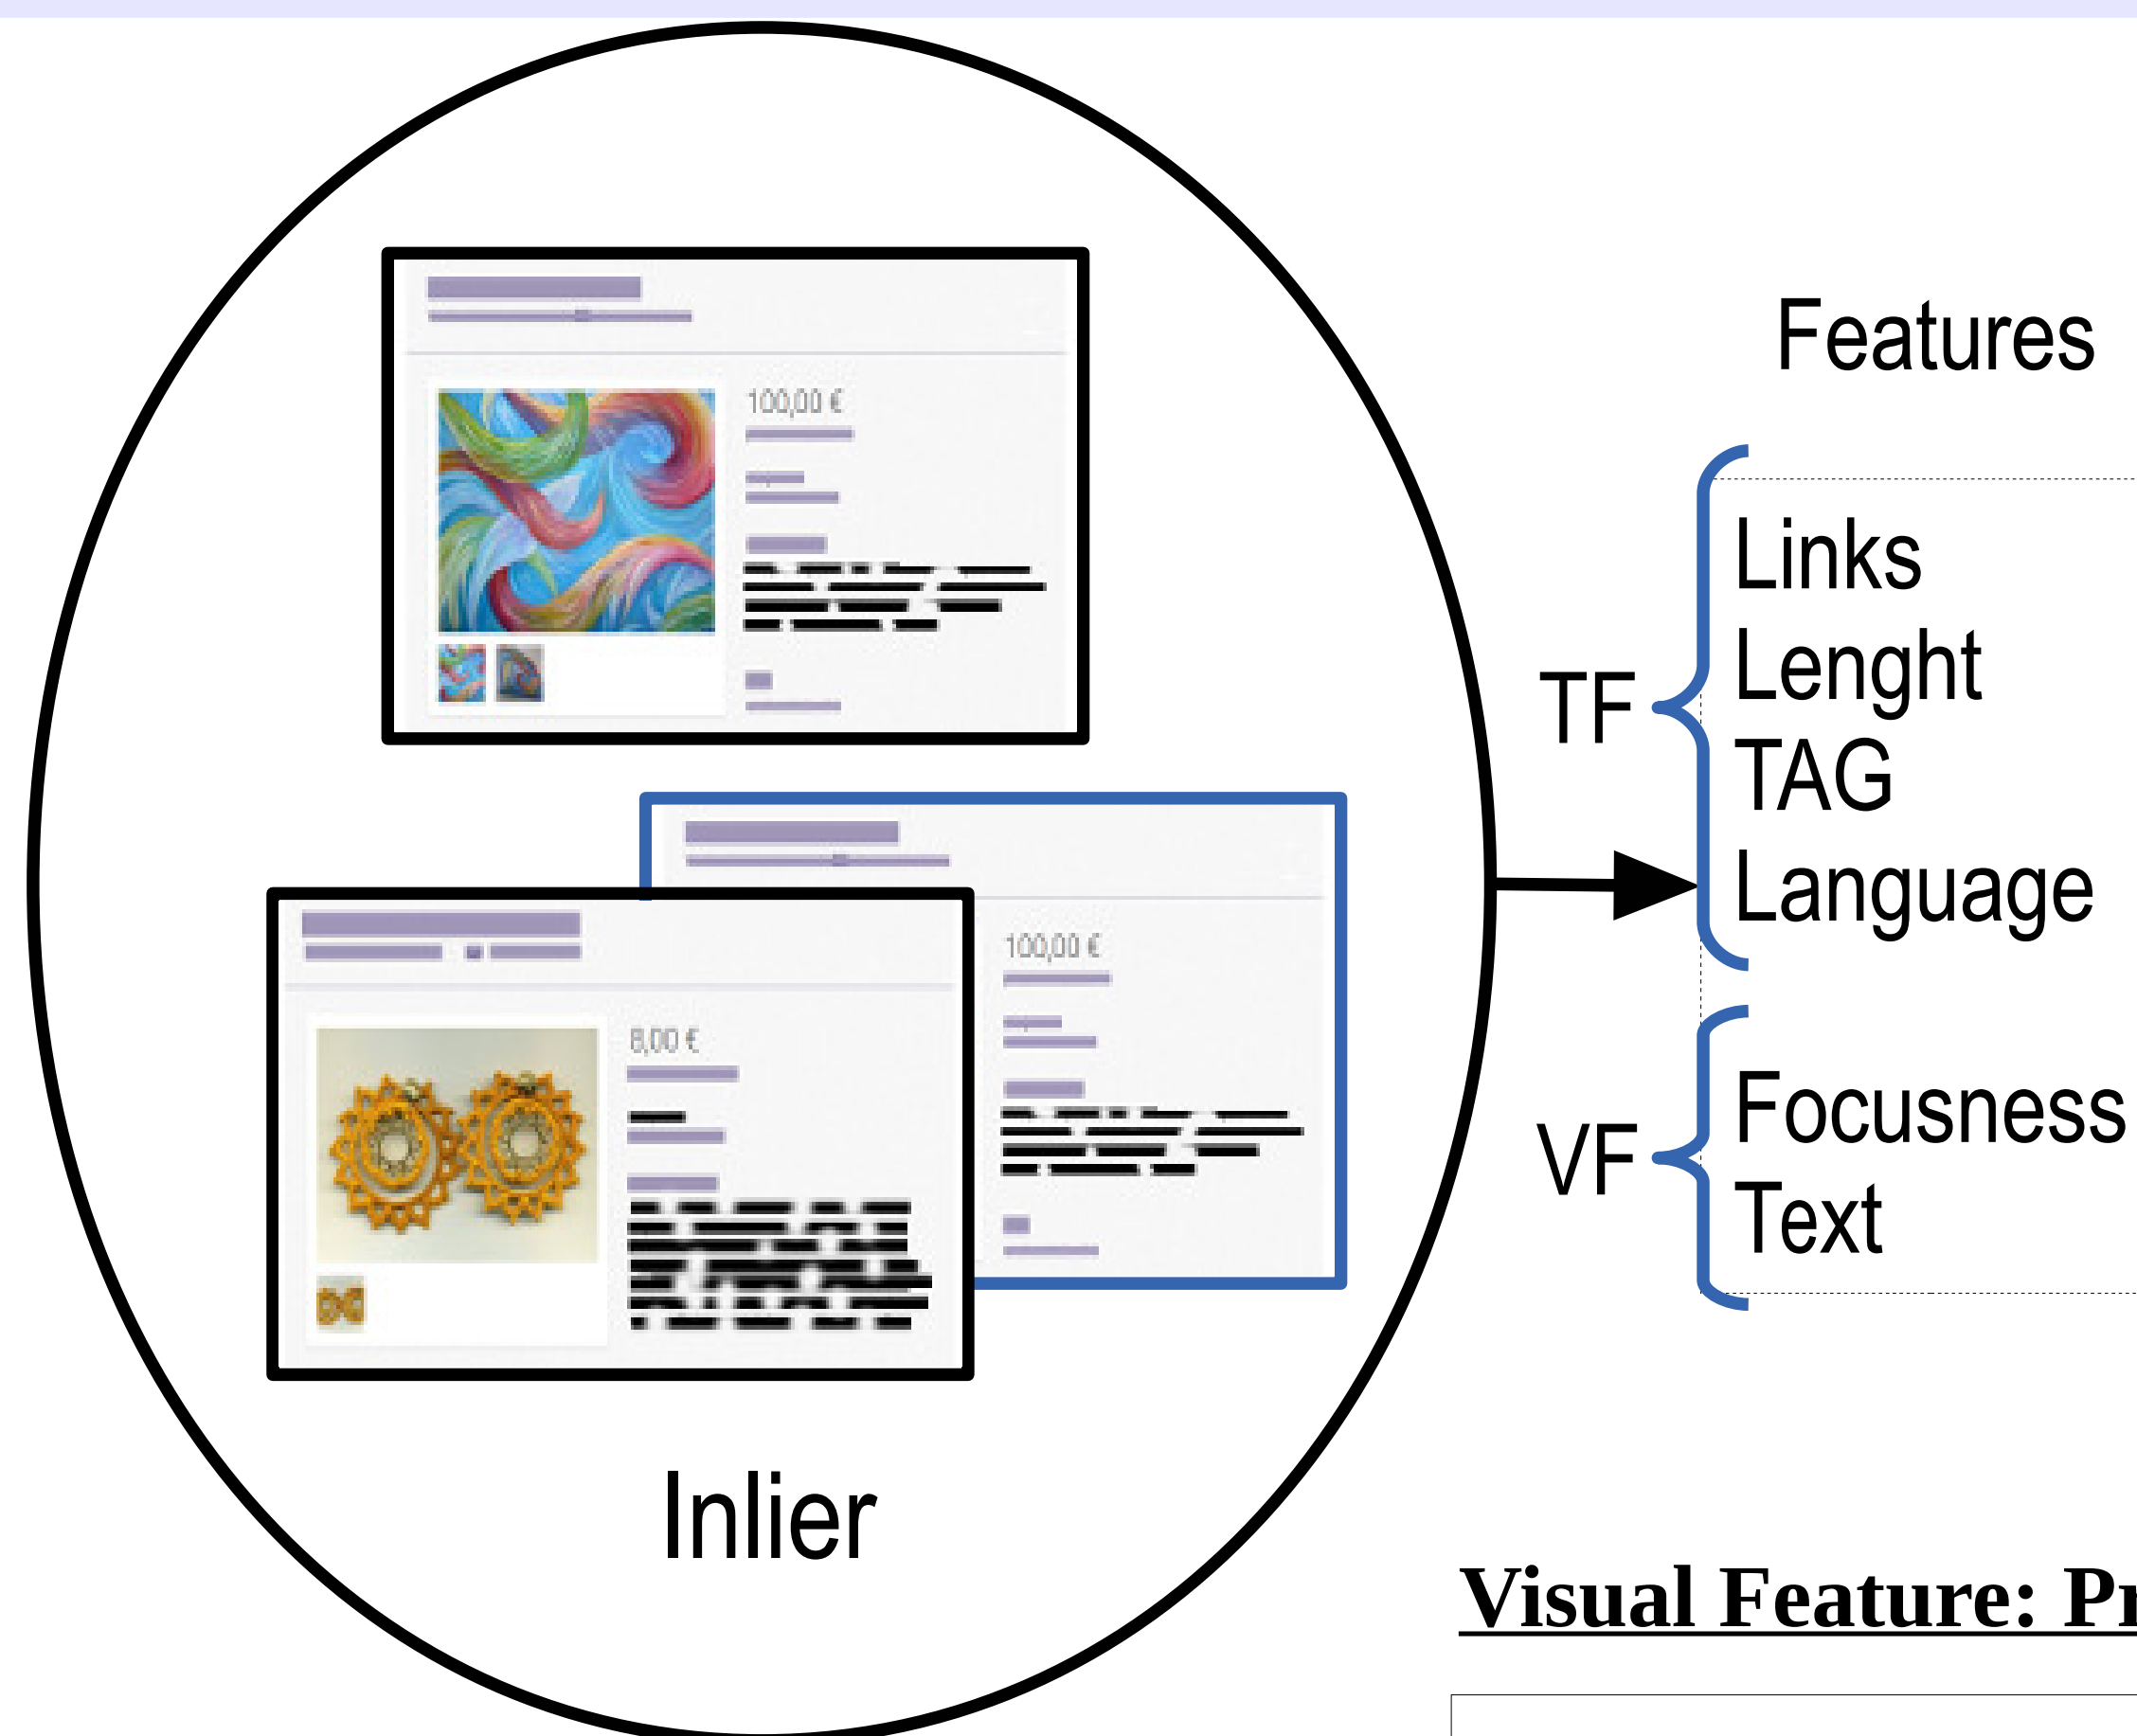 100,00 €
100,00 €
8,00 €
Inlier
Features
TF
Links
Lenght
TAG
Language
VF
Focusness
Text
Visual Feature: Pr